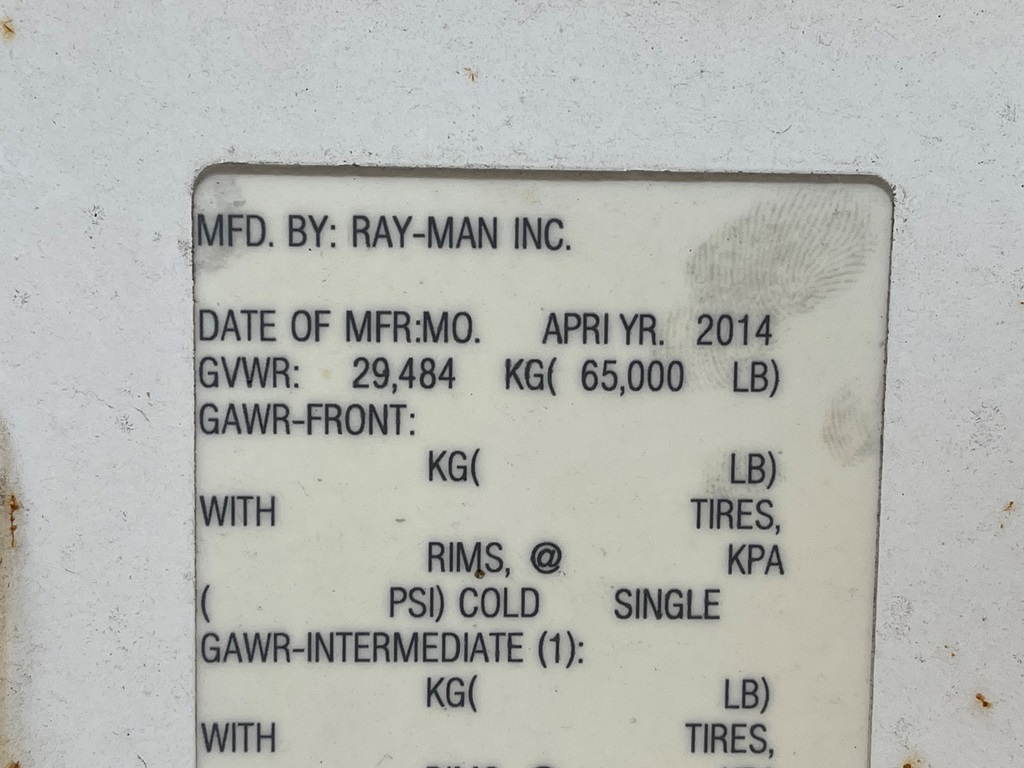 MFD. BY: RAY-MAN INC.
DATE OF MFR:MO. APRI YR. 2014
GVWR: 29,484 KG( 65,000 LB)
GAWR-FRONT:
KG( LB)
WITH TIRES,
RIMS, @ KPA
( PSI) COLD SINGLE
GAWR-INTERMEDIATE (1):
KG( LB)
WITH TIRES,